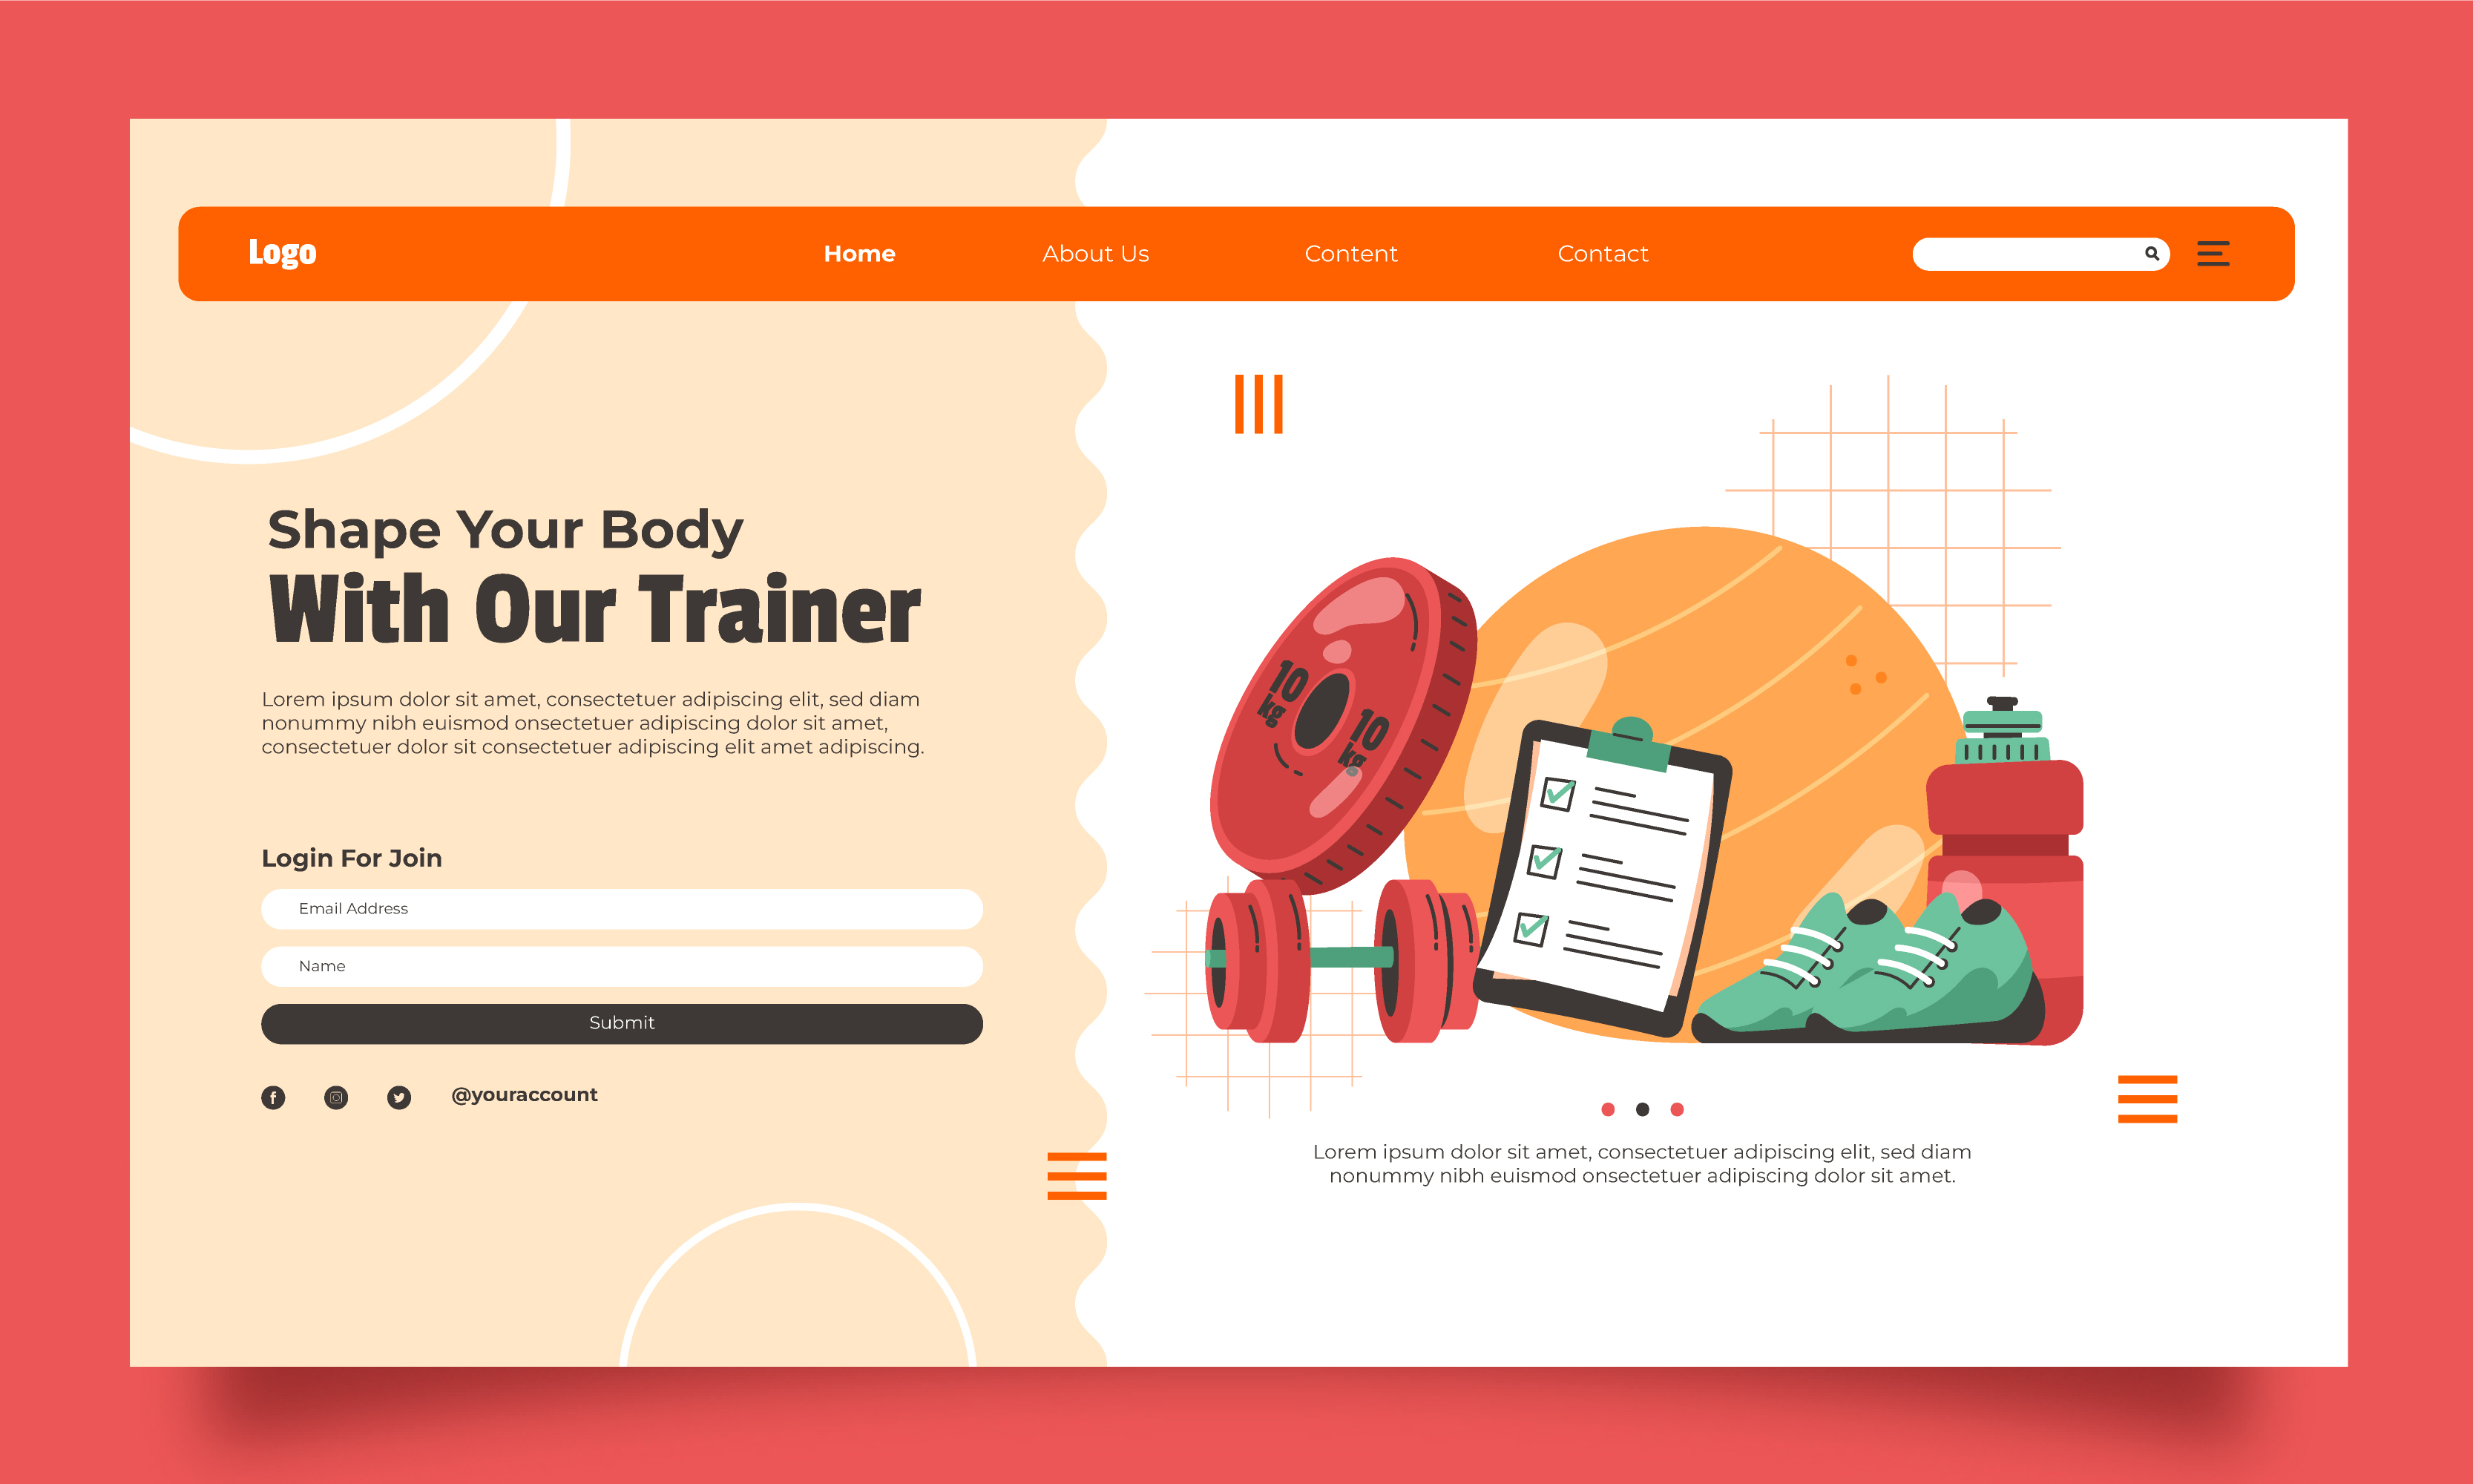 Logo
Home
About Us
Content
Contact
Shape Your Body
With Our Trainer
Lorem ipsum dolor sit amet, consectetuer adipiscing elit, sed diam
nonummy nibh euismod onsectetuer adipiscing dolor sit amet,
consectetuer dolor sit consectetuer adipiscing elit amet adipiscing.
Login For Join
Email Address
Name
Submit
@youraccount
10
kg
10
kg
Lorem ipsum dolor sit amet, consectetuer adipiscing elit, sed diam
nonummy nibh euismod onsectetuer adipiscing dolor sit amet.